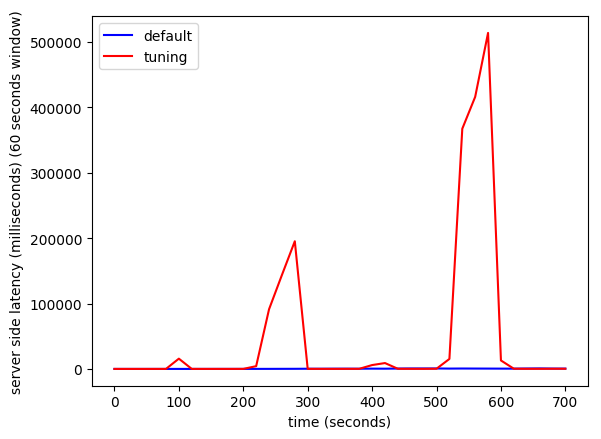 default
tuning
server side latency (milliseconds) (60 seconds window)
500000
400000
300000
200000
100000
0
0 100 200 300 400 500 600 700
time (seconds)